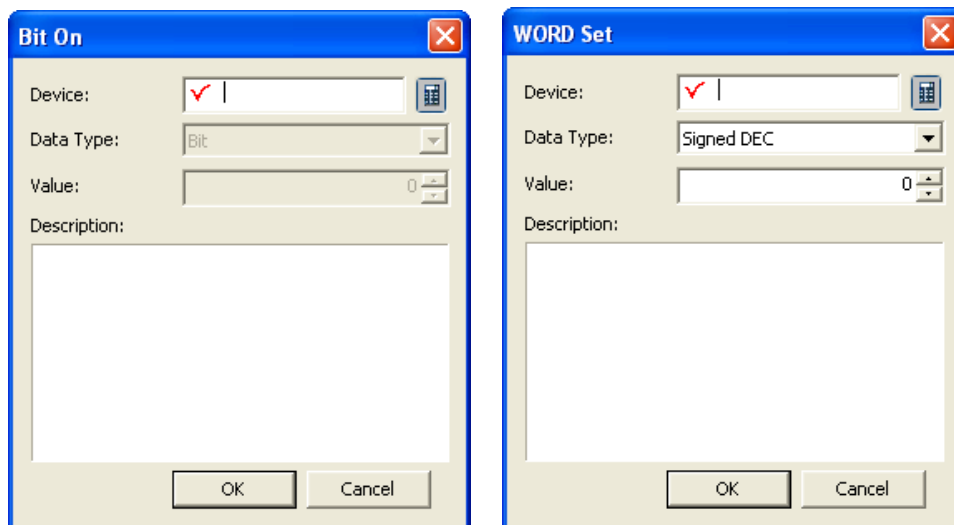 Bit On
Device:
Data Type: Bit
Value: 0
Description:
OK Cancel
WORD Set
Device:
Data Type: Signed DEC
Value: 0
Description:
OK Cancel